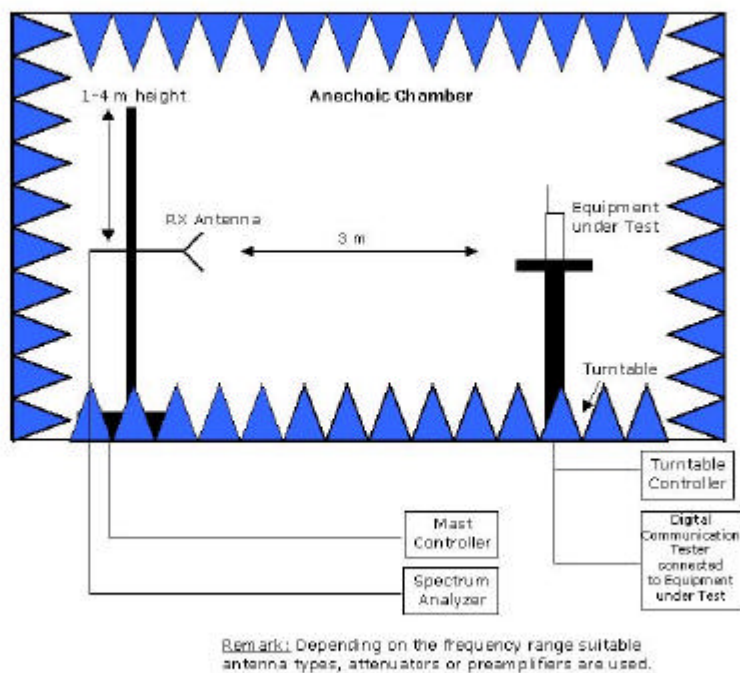 Anechoic Chamber
1-4 m height
RX Antenna
3 m
Equipment
under Test
Turntable
Turntable
Controller
Digital
Communication
Tester
connected
to Equipment
under Test
Mast
Controller
Spectrum
Analyzer
Remark: Depending on the frequency range suitable
antenna types, attenuators or preamplifiers are used.